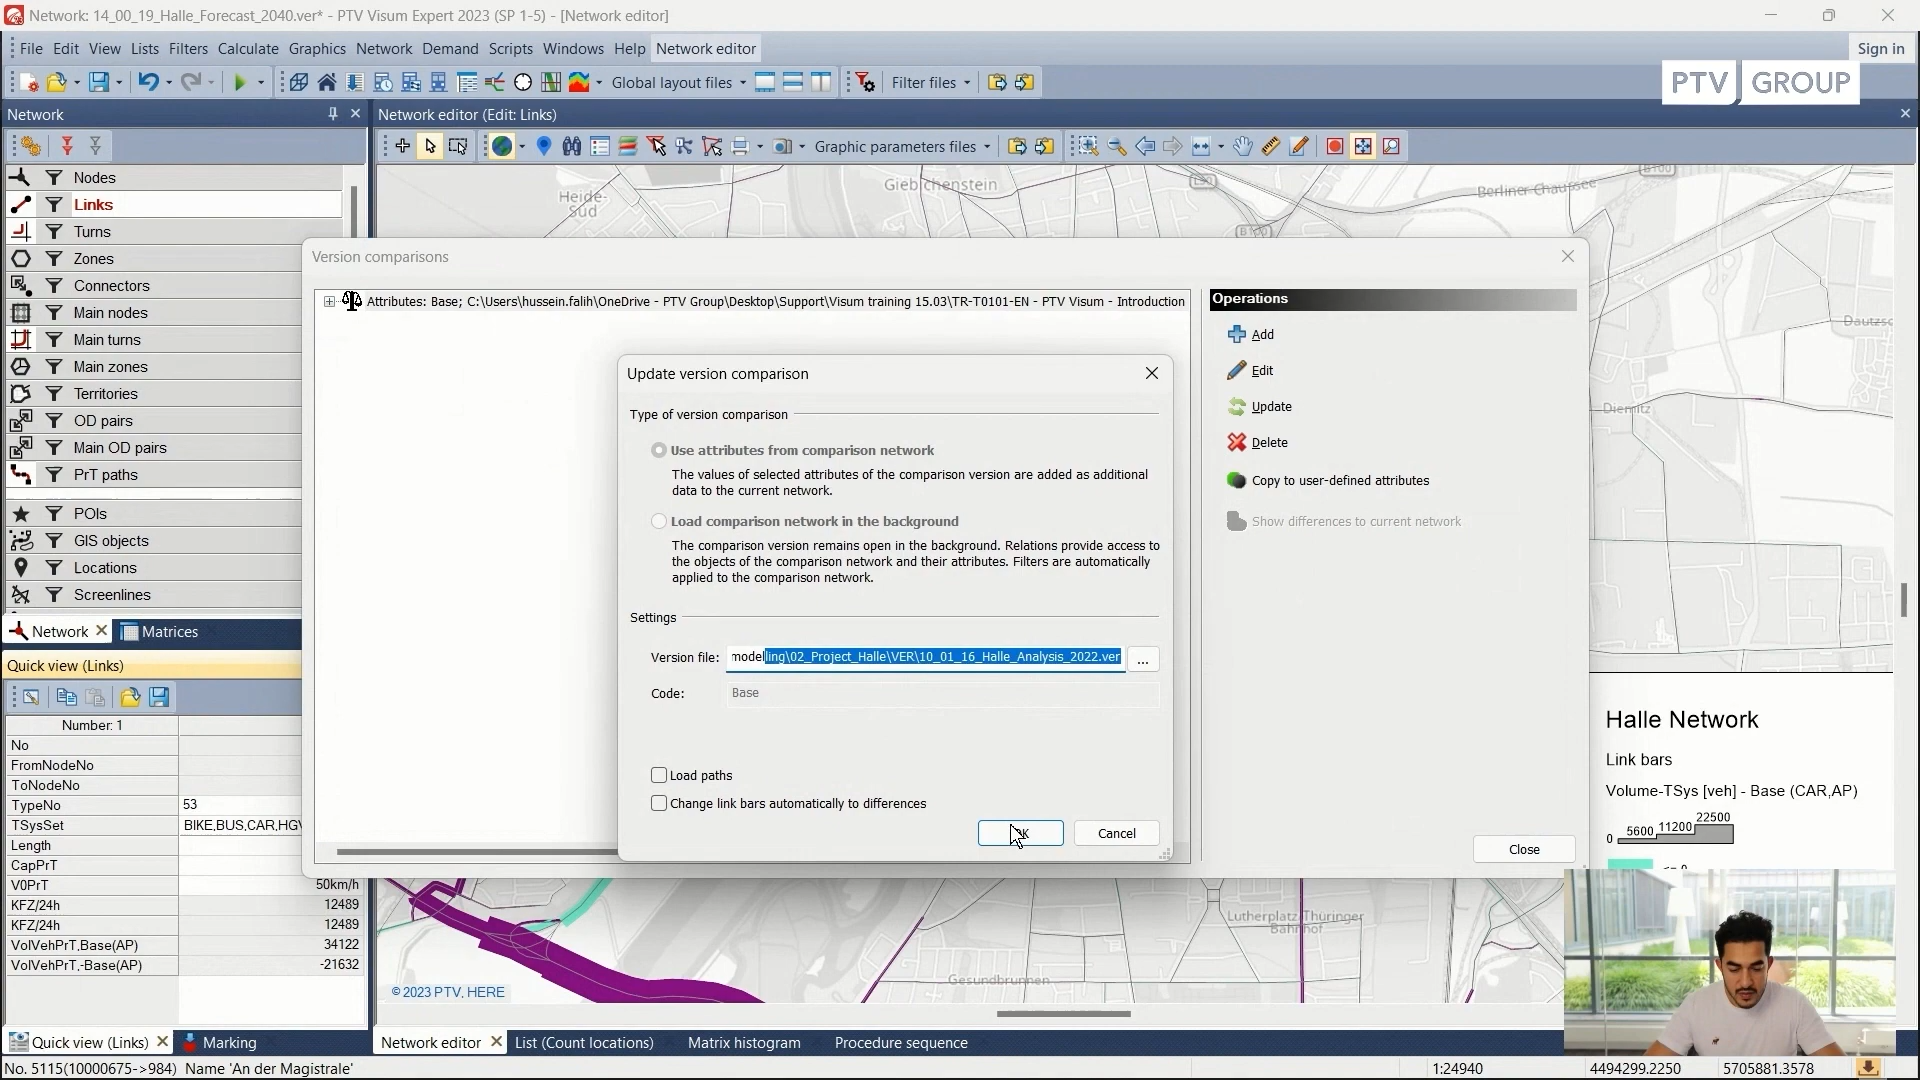 Network: 14_00_19_Halle_Forecast_2040.ver* - PTV Visum Expert 2023 (SP 1-5) - [Network editor]
File Edit View Lists Filters Calculate Graphics Network Demand Scripts Windows Help Network editor
Sign in
Global layout files
Filter files
PTV GROUP
Network
Network editor (Edit: Links)
Graphic parameters files
Nodes
Links
Turns
Zones
Connectors
Main nodes
Main turns
Main zones
Territories
OD pairs
Main OD pairs
PrT paths
POIs
GIS objects
Locations
Screenlines
Network
Matrices
Heide-
Süd
Giebichenstein
Berliner Chaussee
B100
Diemitz
Version comparisons
Attributes: Base; C:\Users\hussein.falih\OneDrive - PTV Group\Desktop\Support\Visum training 15.03\TR-T0101-EN - PTV Visum - Introduction
Operations
Add
Edit
Update
Delete
Copy to user-defined attributes
Show differences to current network
Close
Update version comparison
Type of version comparison
Use attributes from comparison network
The values of selected attributes of the comparison version are added as additional
data to the current network.
Load comparison network in the background
The comparison version remains open in the background. Relations provide access to
the objects of the comparison network and their attributes. Filters are automatically
applied to the comparison network.
Settings
Version file: modelling\02_Project_Halle\VER\10_01_16_Halle_Analysis_2022.ver
...
Code: Base
Load paths
Change link bars automatically to differences
OK
Cancel
Quick view (Links)
Number: 1
No
FromNodeNo
ToNodeNo
TypeNo 53
TSysSet BIKE,BUS,CAR,HGV
Length
CapPrT
V0PrT 50km/h
KFZ/24h 12489
KFZ/24h 12489
VolVehPrT,Base(AP) 34122
VolVehPrT,-Base(AP) -21632
Halle Network
Link bars
Volume-TSys [veh] - Base (CAR,AP)
0 5600 11200 22500
<= 0
Lutherplatz/Thüringer
Bahnhof
Gesundbrunnen
© 2023 PTV, HERE
Quick view (Links)
Marking
Network editor
List (Count locations)
Matrix histogram
Procedure sequence
No. 5115(10000675->984) Name 'An der Magistrale'
1:24940
4494299.2250
5705881.3578